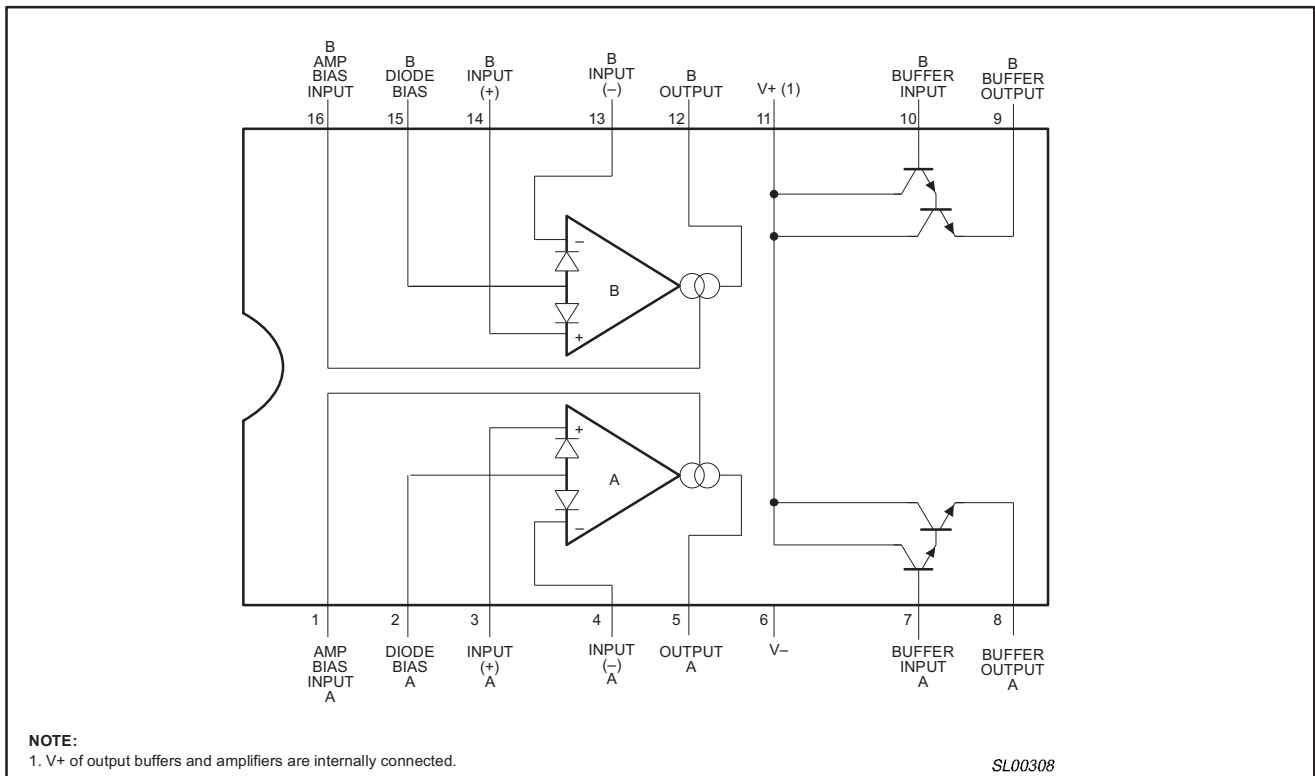 B
AMP
BIAS
INPUT
B
DIODE
BIAS
B
INPUT
(+)
B
INPUT
(–)
B
OUTPUT
V+ (1)
B
BUFFER
INPUT
B
BUFFER
OUTPUT
16
15
14
13
12
11
10
9
–
B
+
+
A
–
1
2
3
4
5
6
7
8
AMP
BIAS
INPUT
A
DIODE
BIAS
A
INPUT
(+)
A
INPUT
(–)
A
OUTPUT
A
V–
BUFFER
INPUT
A
BUFFER
OUTPUT
A
NOTE:
1. V+ of output buffers and amplifiers are internally connected.
SL00308